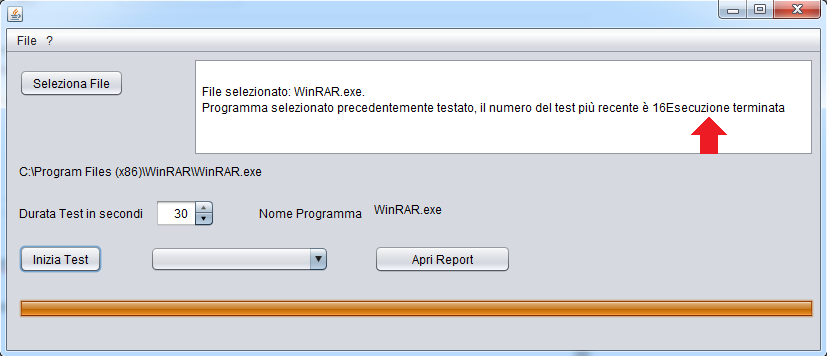 File ?
Seleziona File
File selezionato: WinRAR.exe.
Programma selezionato precedentemente testato, il numero del test più recente è 16Esecuzione terminata
C:\Program Files (x86)\WinRAR\WinRAR.exe
Durata Test in secondi 30 Nome Programma WinRAR.exe
Inizia Test Apri Report